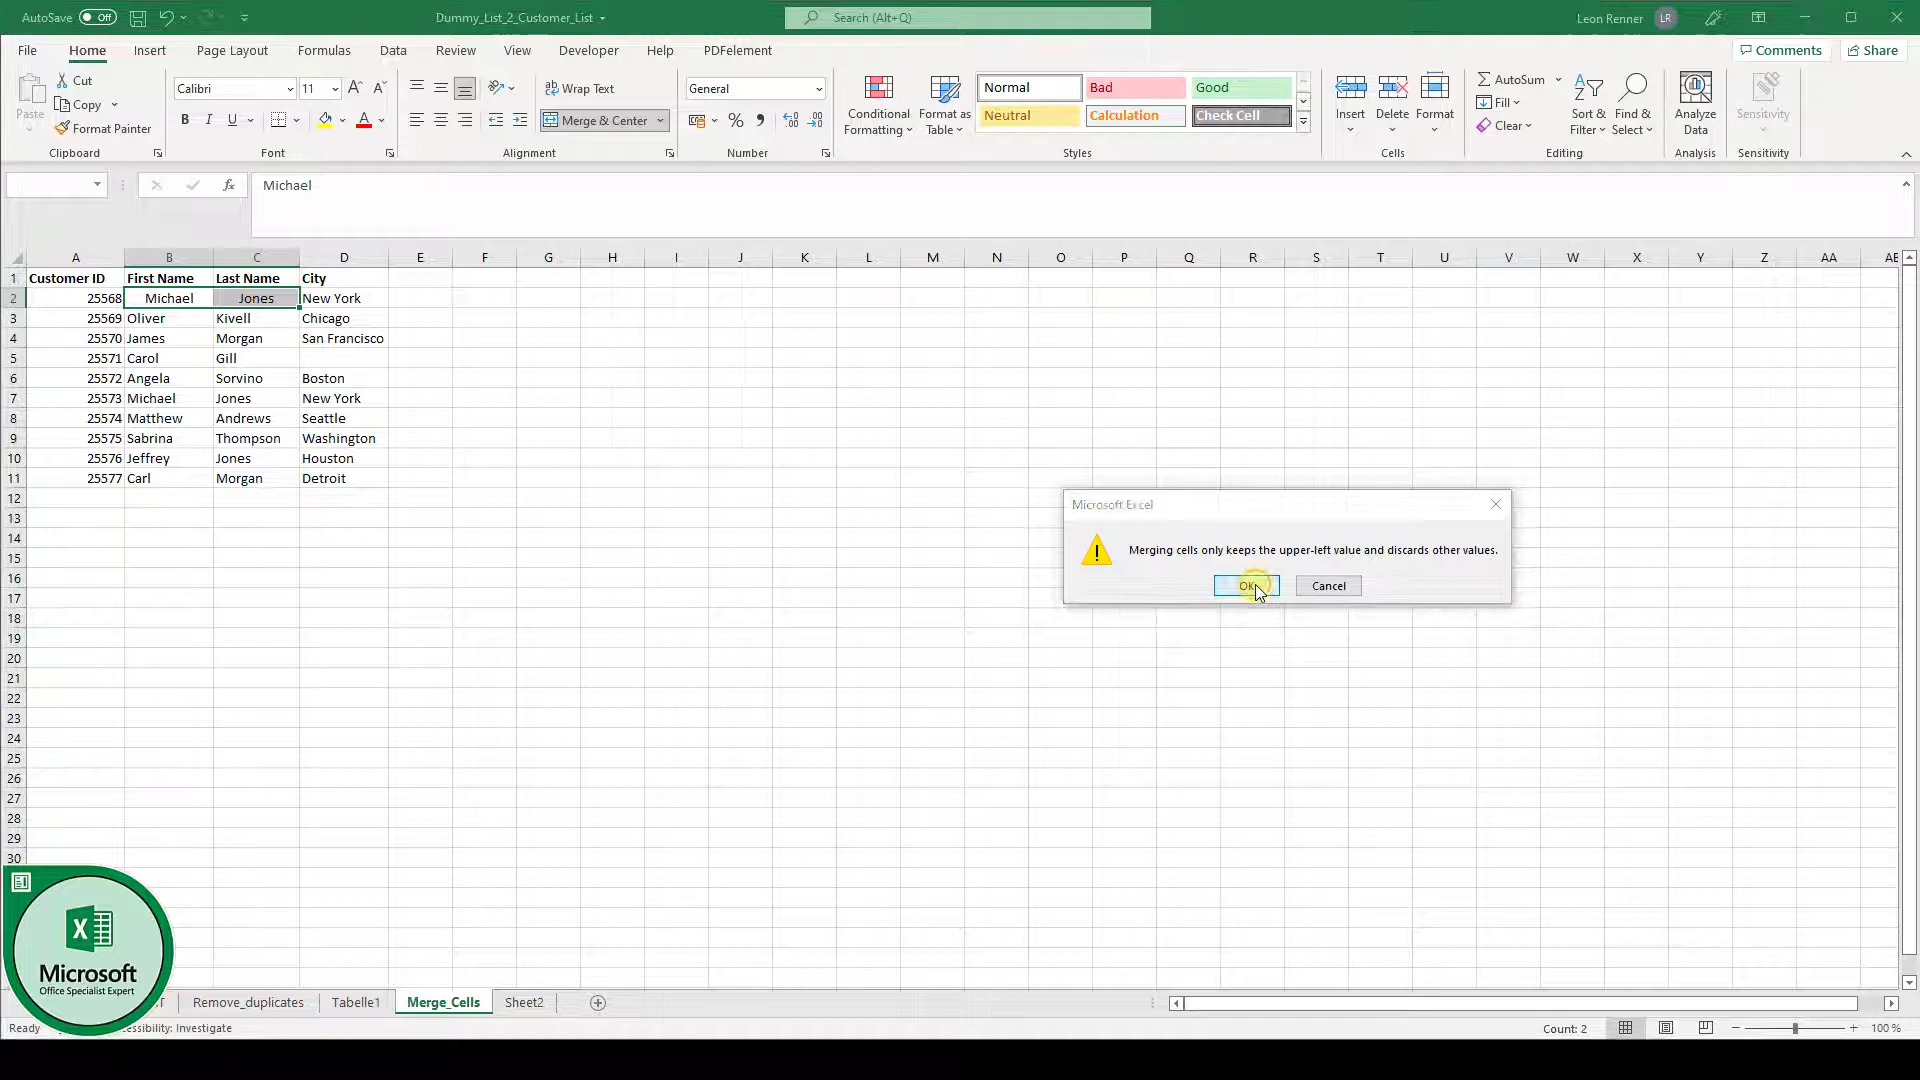 AutoSave Off Dummy_List_2_Customer_List Search (Alt+Q) Leon Renner LR
File Home Insert Page Layout Formulas Data Review View Developer Help PDFelement Comments Share
Paste Cut Copy Format Painter
Clipboard
Calibri 11 A A
B I U A
Font
Wrap Text
Merge & Center
Alignment
General
% 9
Number
Conditional Formatting Format as Table
Normal Bad Good
Neutral Calculation Check Cell
Styles
Insert Delete Format
Cells
AutoSum
Fill
Clear
Sort & Filter Find & Select
Editing
Analyze Data
Analysis
Sensitivity
Sensitivity
fx Michael
A B C D E F G H I J K L M N O P Q R S T U V W X Y Z AA AE
1 Customer ID First Name Last Name City
2 25568 Michael Jones New York
3 25569 Oliver Kivell Chicago
4 25570 James Morgan San Francisco
5 25571 Carol Gill
6 25572 Angela Sorvino Boston
7 25573 Michael Jones New York
8 25574 Matthew Andrews Seattle
9 25575 Sabrina Thompson Washington
10 25576 Jeffrey Jones Houston
11 25577 Carl Morgan Detroit
12
13
14
15
16
17
18
19
20
21
22
23
24
25
26
27
28
29
30
Microsoft Excel
Merging cells only keeps the upper-left value and discards other values.
OK Cancel
X
Microsoft
Office Specialist Expert
T Remove_duplicates Tabelle1 Merge_Cells Sheet2
Ready cessibility: Investigate Count: 2 100 %